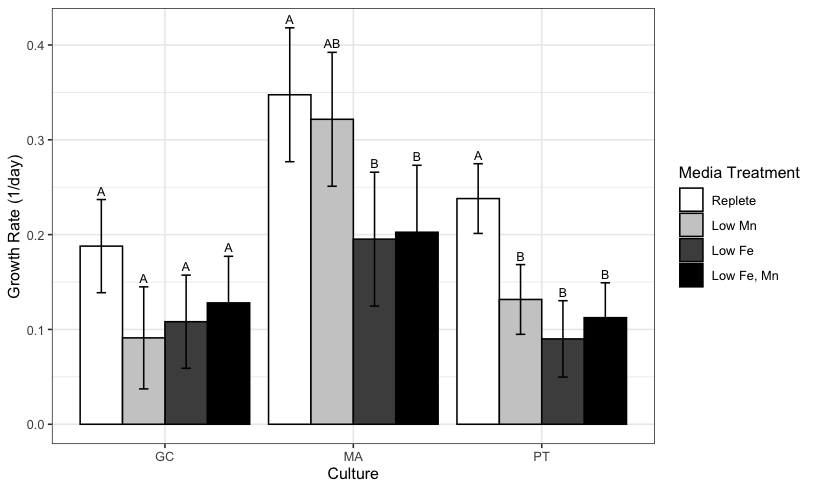 A
AB
A
A
B
B
A
A
A
B
B
B
0.4
0.3
0.2
0.1
0.0
Growth Rate (1/day)
GC
MA
PT
Culture
Media Treatment
Replete
Low Mn
Low Fe
Low Fe, Mn